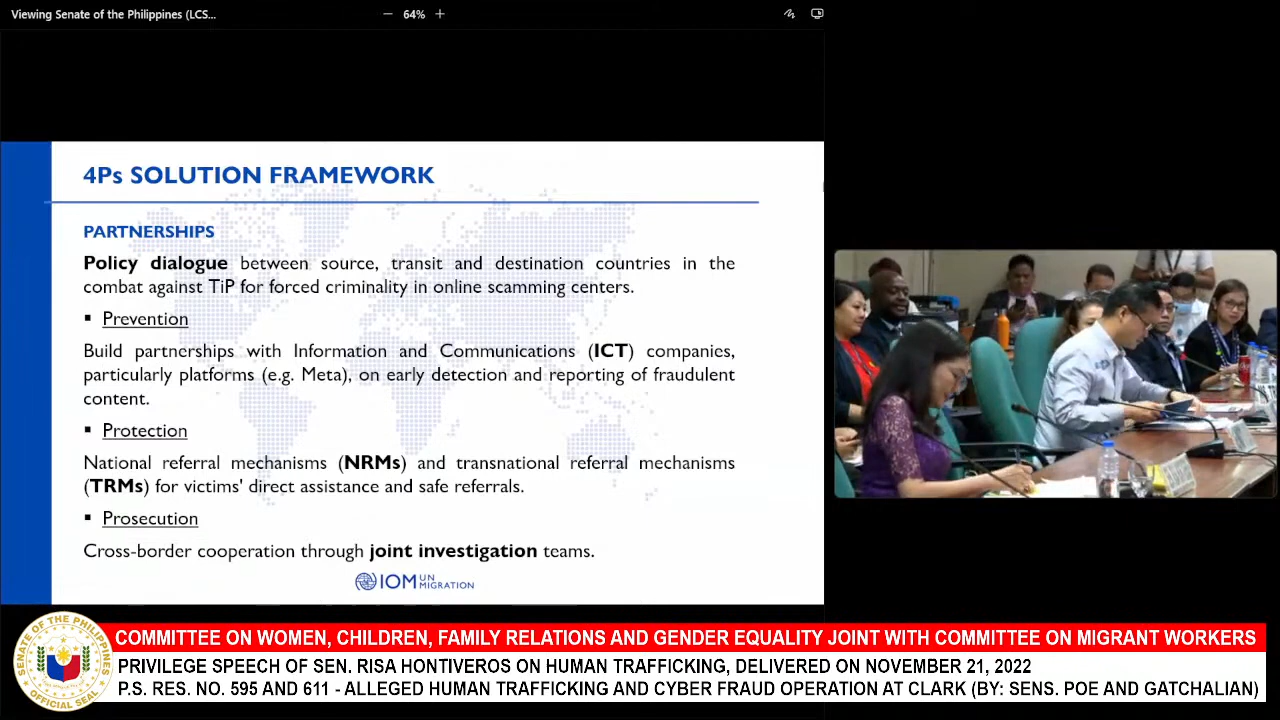 Viewing Senate of the Philippines (LCS...
64%
4Ps SOLUTION FRAMEWORK
PARTNERSHIPS
Policy dialogue between source, transit and destination countries in the
combat against TiP for forced criminality in online scamming centers.
▪ Prevention
Build partnerships with Information and Communications (ICT) companies,
particularly platforms (e.g. Meta), on early detection and reporting of fraudulent
content.
▪ Protection
National referral mechanisms (NRMs) and transnational referral mechanisms
(TRMs) for victims' direct assistance and safe referrals.
▪ Prosecution
Cross-border cooperation through joint investigation teams.
IOM UN MIGRATION
SENATE OF THE PHILIPPINES
OFFICIAL SEAL
COMMITTEE ON WOMEN, CHILDREN, FAMILY RELATIONS AND GENDER EQUALITY JOINT WITH COMMITTEE ON MIGRANT WORKERS
PRIVILEGE SPEECH OF SEN. RISA HONTIVEROS ON HUMAN TRAFFICKING, DELIVERED ON NOVEMBER 21, 2022
P.S. RES. NO. 595 AND 611 - ALLEGED HUMAN TRAFFICKING AND CYBER FRAUD OPERATION AT CLARK (BY: SENS. POE AND GATCHALIAN)